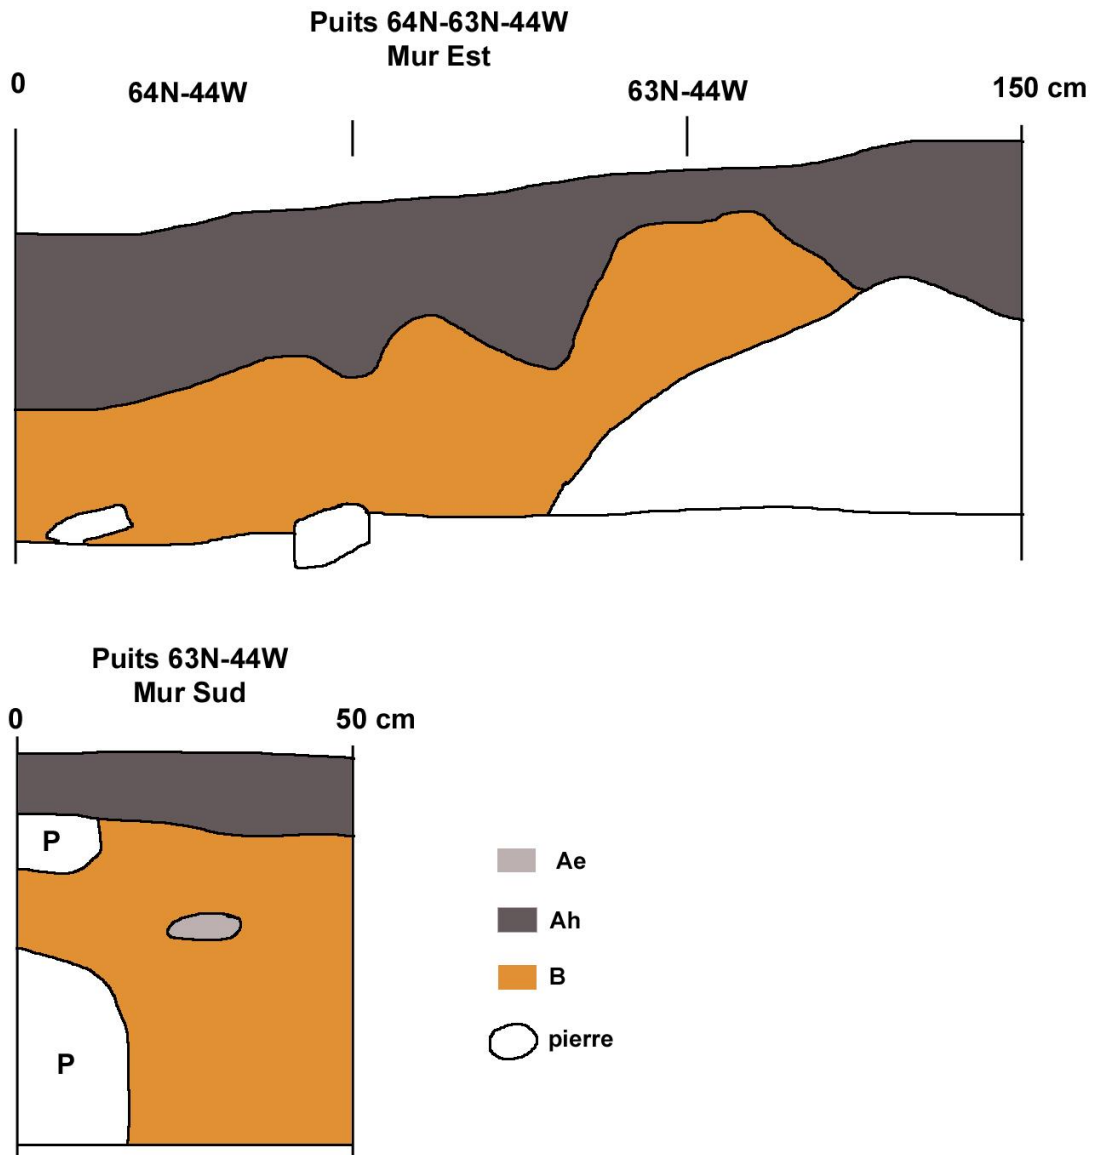 Puits 64N-63N-44W
Mur Est
0
64N-44W
63N-44W
150 cm
Puits 63N-44W
Mur Sud
0
50 cm
P
P
Ae
Ah
B
pierre